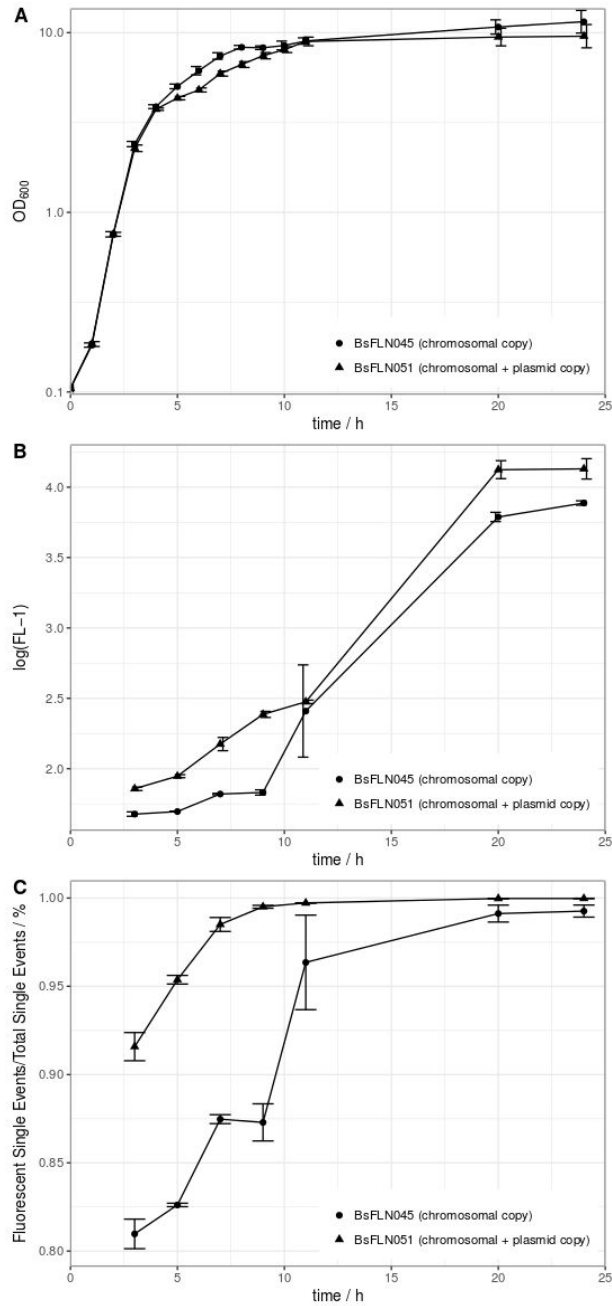 A
10.0
1.0
0.1
OD600
BsFLN045 (chromosomal copy)
BsFLN051 (chromosomal + plasmid copy)
0 5 10 15 20 25
time / h
B
4.0
3.5
3.0
2.5
2.0
log(FL−1)
BsFLN045 (chromosomal copy)
BsFLN051 (chromosomal + plasmid copy)
0 5 10 15 20 25
time / h
C
1.00
0.95
0.90
0.85
0.80
Fluorescent Single Events/Total Single Events / %
BsFLN045 (chromosomal copy)
BsFLN051 (chromosomal + plasmid copy)
0 5 10 15 20 25
time / h